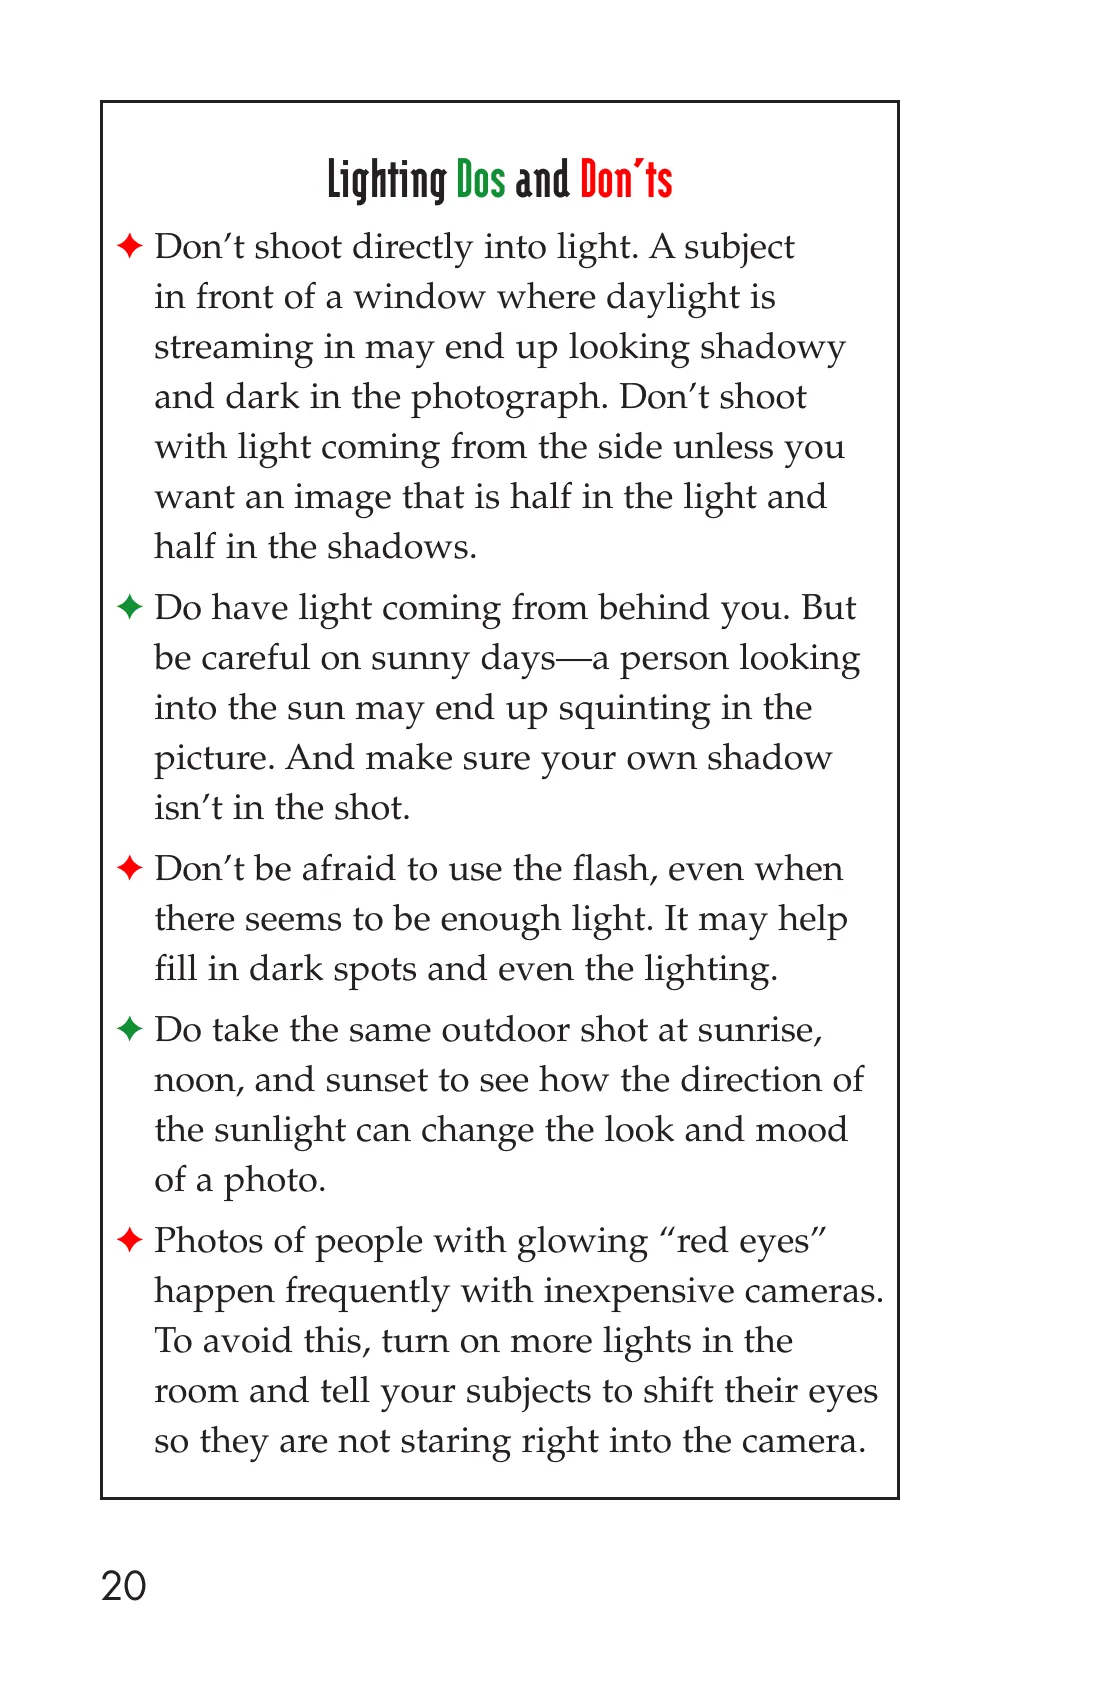 Lighting Dos and Don’ts
✦ Don’t shoot directly into light. A subject
in front of a window where daylight is
streaming in may end up looking shadowy
and dark in the photograph. Don’t shoot
with light coming from the side unless you
want an image that is half in the light and
half in the shadows.
✦ Do have light coming from behind you. But
be careful on sunny days—a person looking
into the sun may end up squinting in the
picture. And make sure your own shadow
isn’t in the shot.
✦ Don’t be afraid to use the flash, even when
there seems to be enough light. It may help
fill in dark spots and even the lighting.
✦ Do take the same outdoor shot at sunrise,
noon, and sunset to see how the direction of
the sunlight can change the look and mood
of a photo.
✦ Photos of people with glowing “red eyes”
happen frequently with inexpensive cameras.
To avoid this, turn on more lights in the
room and tell your subjects to shift their eyes
so they are not staring right into the camera.
20